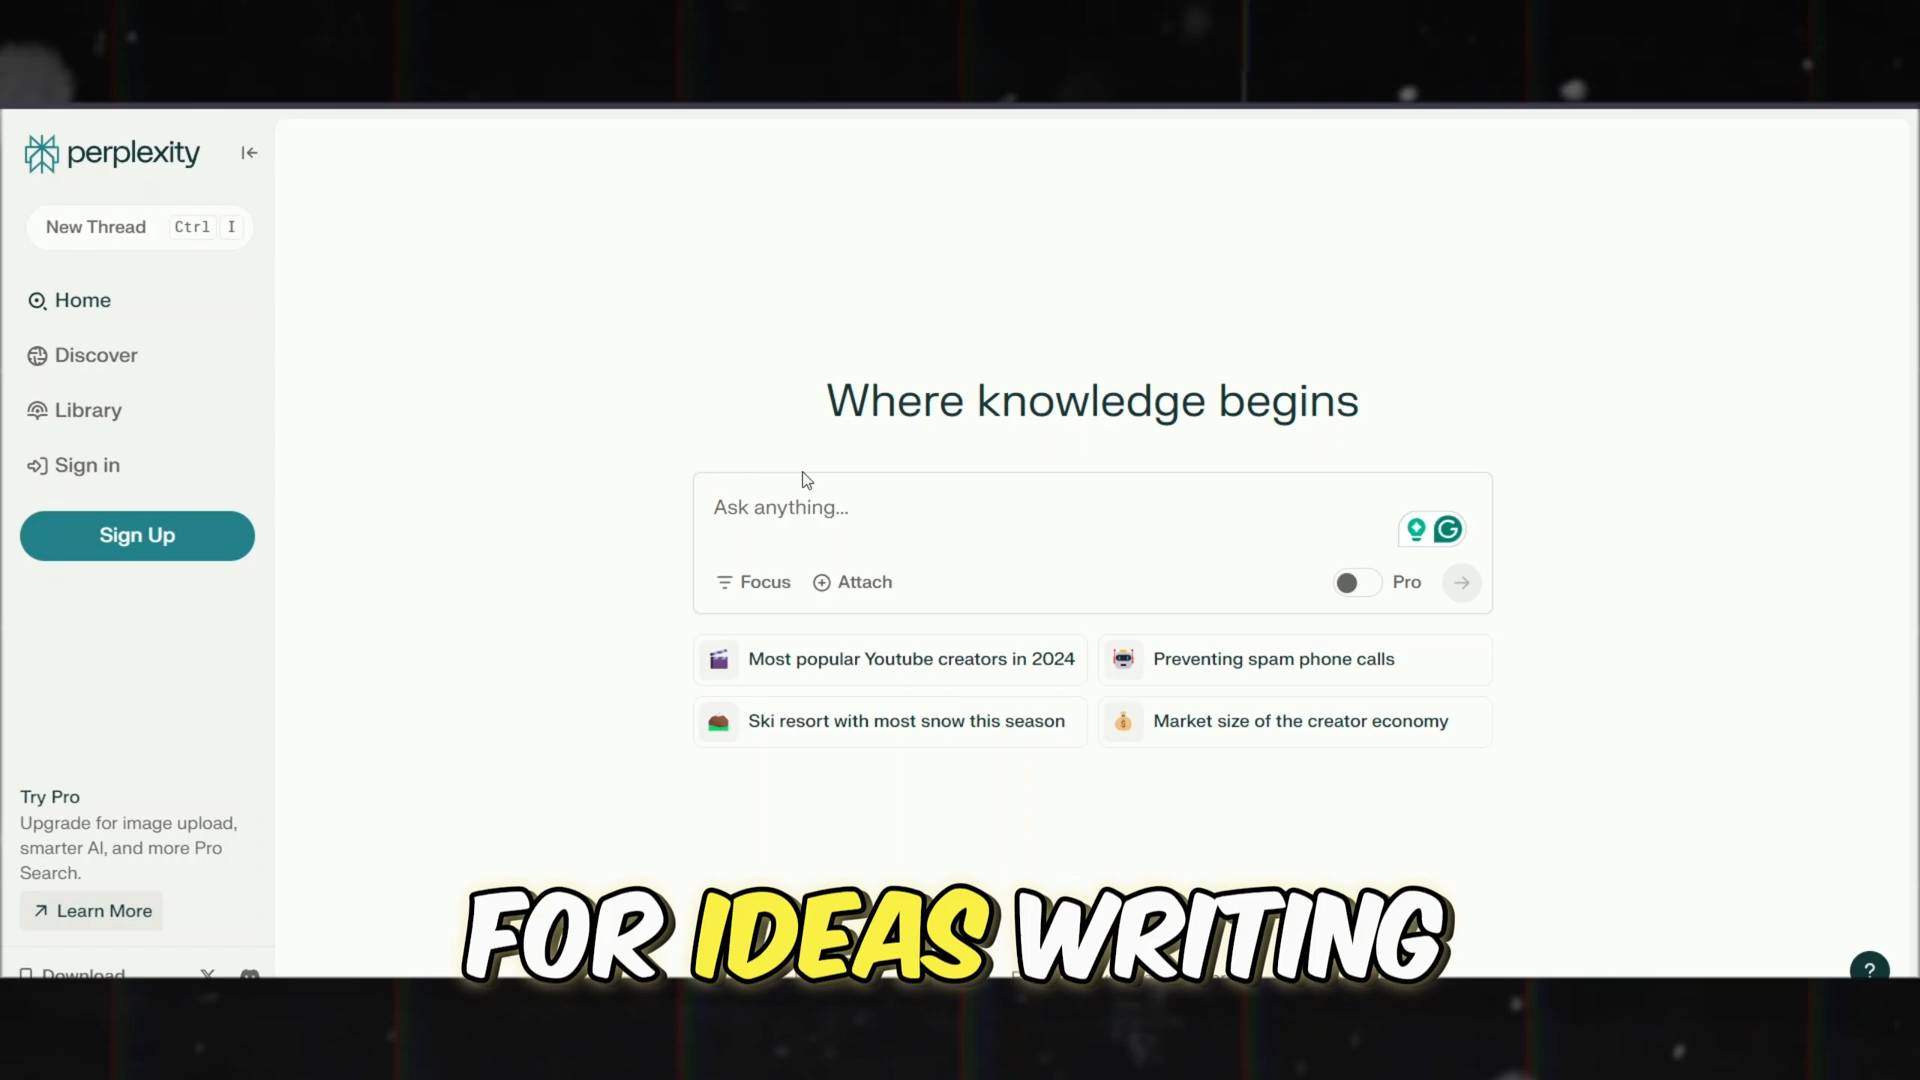 perplexity
New Thread Ctrl I
Home
Discover
Library
Sign in
Sign Up
Try Pro
Upgrade for image upload,
smarter AI, and more Pro
Search.
Learn More
Download
Where knowledge begins
Ask anything...
Focus Attach Pro
Most popular Youtube creators in 2024
Preventing spam phone calls
Ski resort with most snow this season
Market size of the creator economy
?
FOR IDEAS WRITING